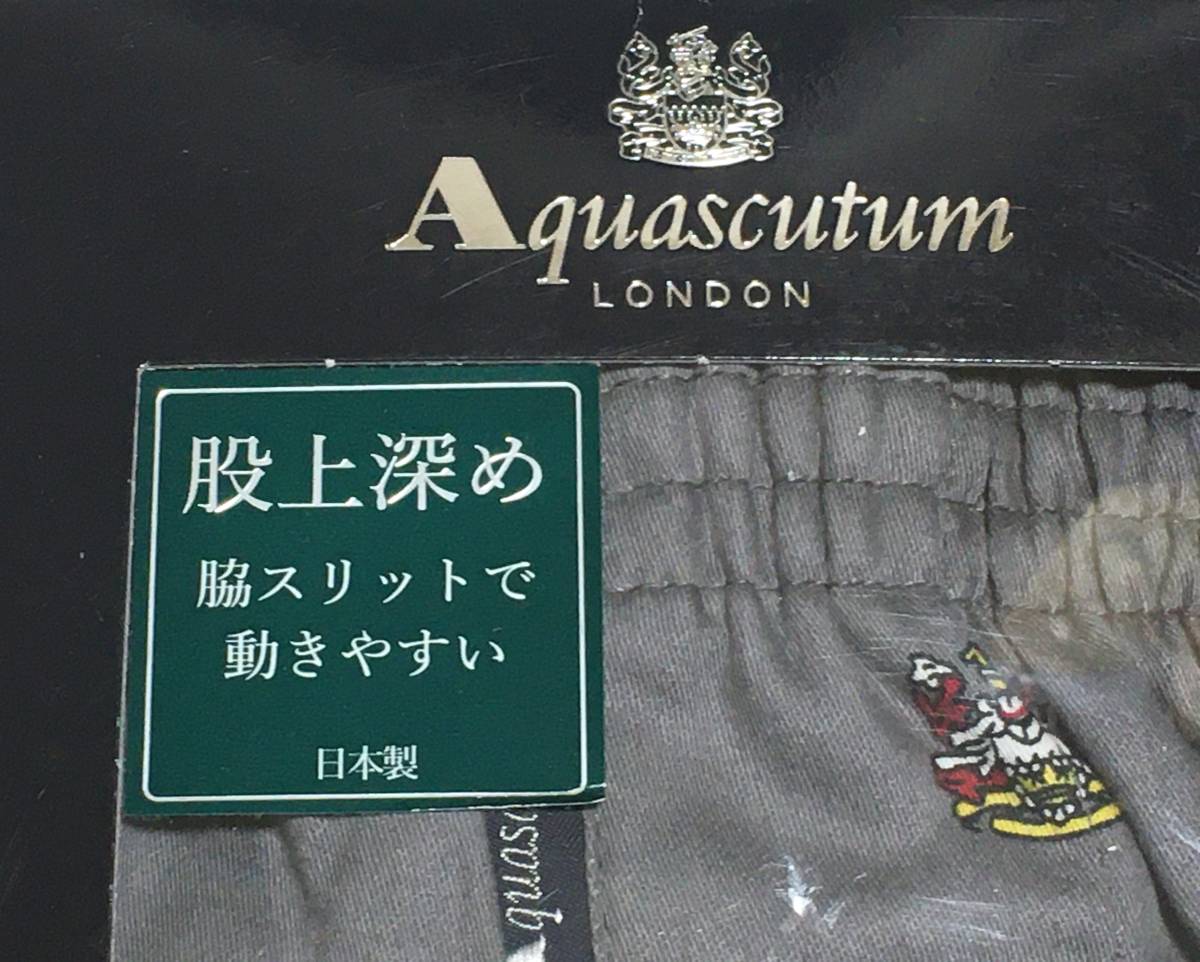 Aquascutum
LONDON
股上深め
脇スリットで
動きやすい
日本製